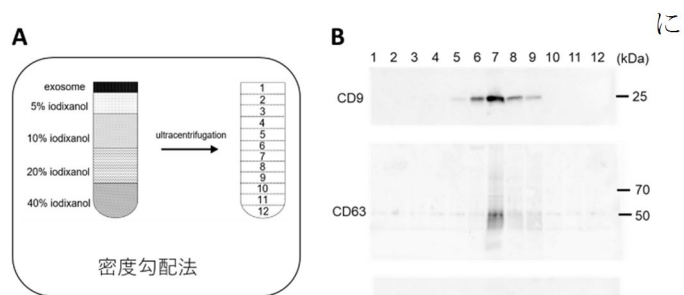 に
A
exosome
5% iodixanol
10% iodixanol
20% iodixanol
40% iodixanol
ultracentrifugation
1
2
3
4
5
6
7
8
9
10
11
12
密度勾配法
B
1 2 3 4 5 6 7 8 9 10 11 12 (kDa)
CD9
25
CD63
70
50